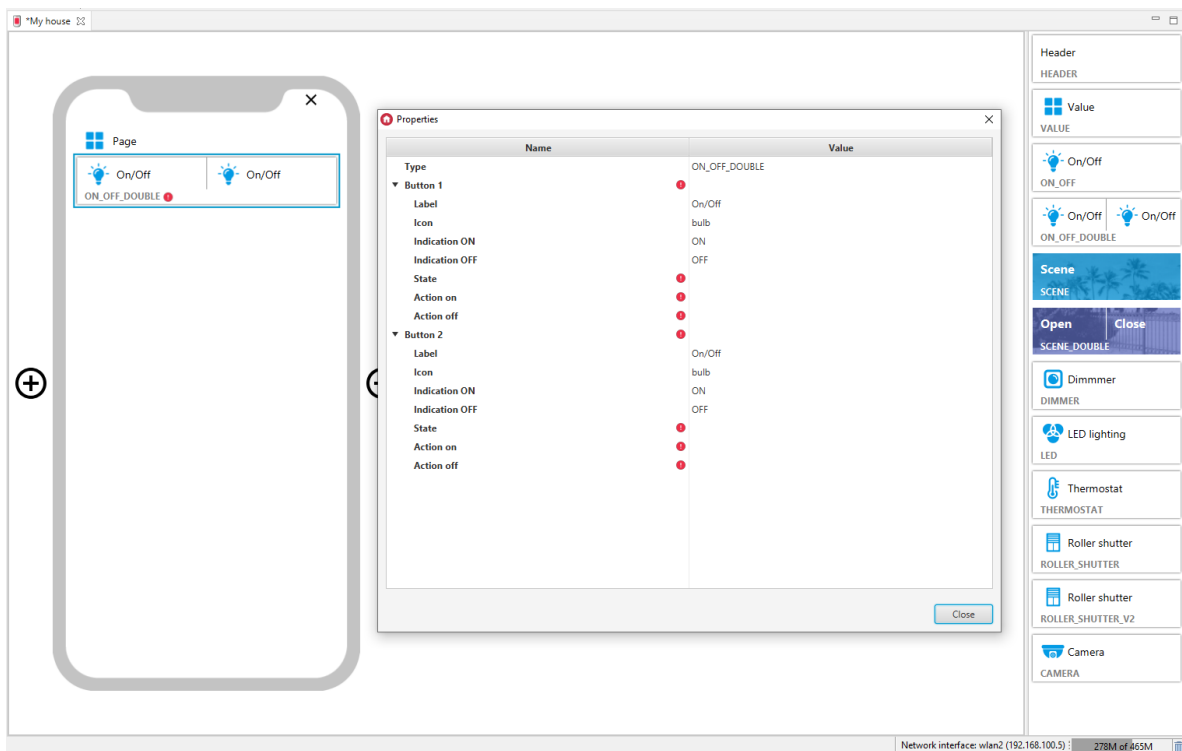 *My house
Page
On/Off On/Off
ON_OFF_DOUBLE
Properties
Name Value
Type ON_OFF_DOUBLE
Button 1
Label On/Off
Icon bulb
Indication ON ON
Indication OFF OFF
State
Action on
Action off
Button 2
Label On/Off
Icon bulb
Indication ON ON
Indication OFF OFF
State
Action on
Action off
Close
Header
HEADER
Value
VALUE
On/Off
ON_OFF
On/Off On/Off
ON_OFF_DOUBLE
Scene
SCENE
Open Close
SCENE_DOUBLE
Dimmmer
DIMMER
LED lighting
LED
Thermostat
THERMOSTAT
Roller shutter
ROLLER_SHUTTER
Roller shutter
ROLLER_SHUTTER_V2
Camera
CAMERA
Network interface: wlan2 (192.168.100.5) 278M of 465M